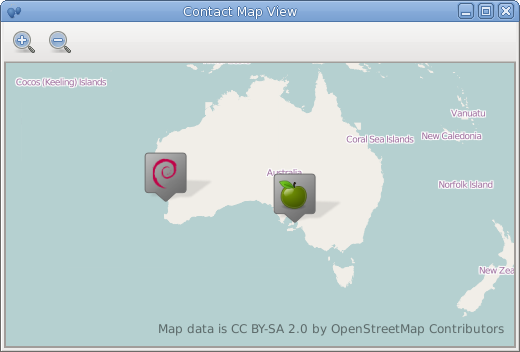 Contact Map View
Cocos (Keeling) Islands
Vanuatu
Coral Sea Islands
New Caledonia
Australia
Norfolk Island
New Zea
Map data is CC BY-SA 2.0 by OpenStreetMap Contributors